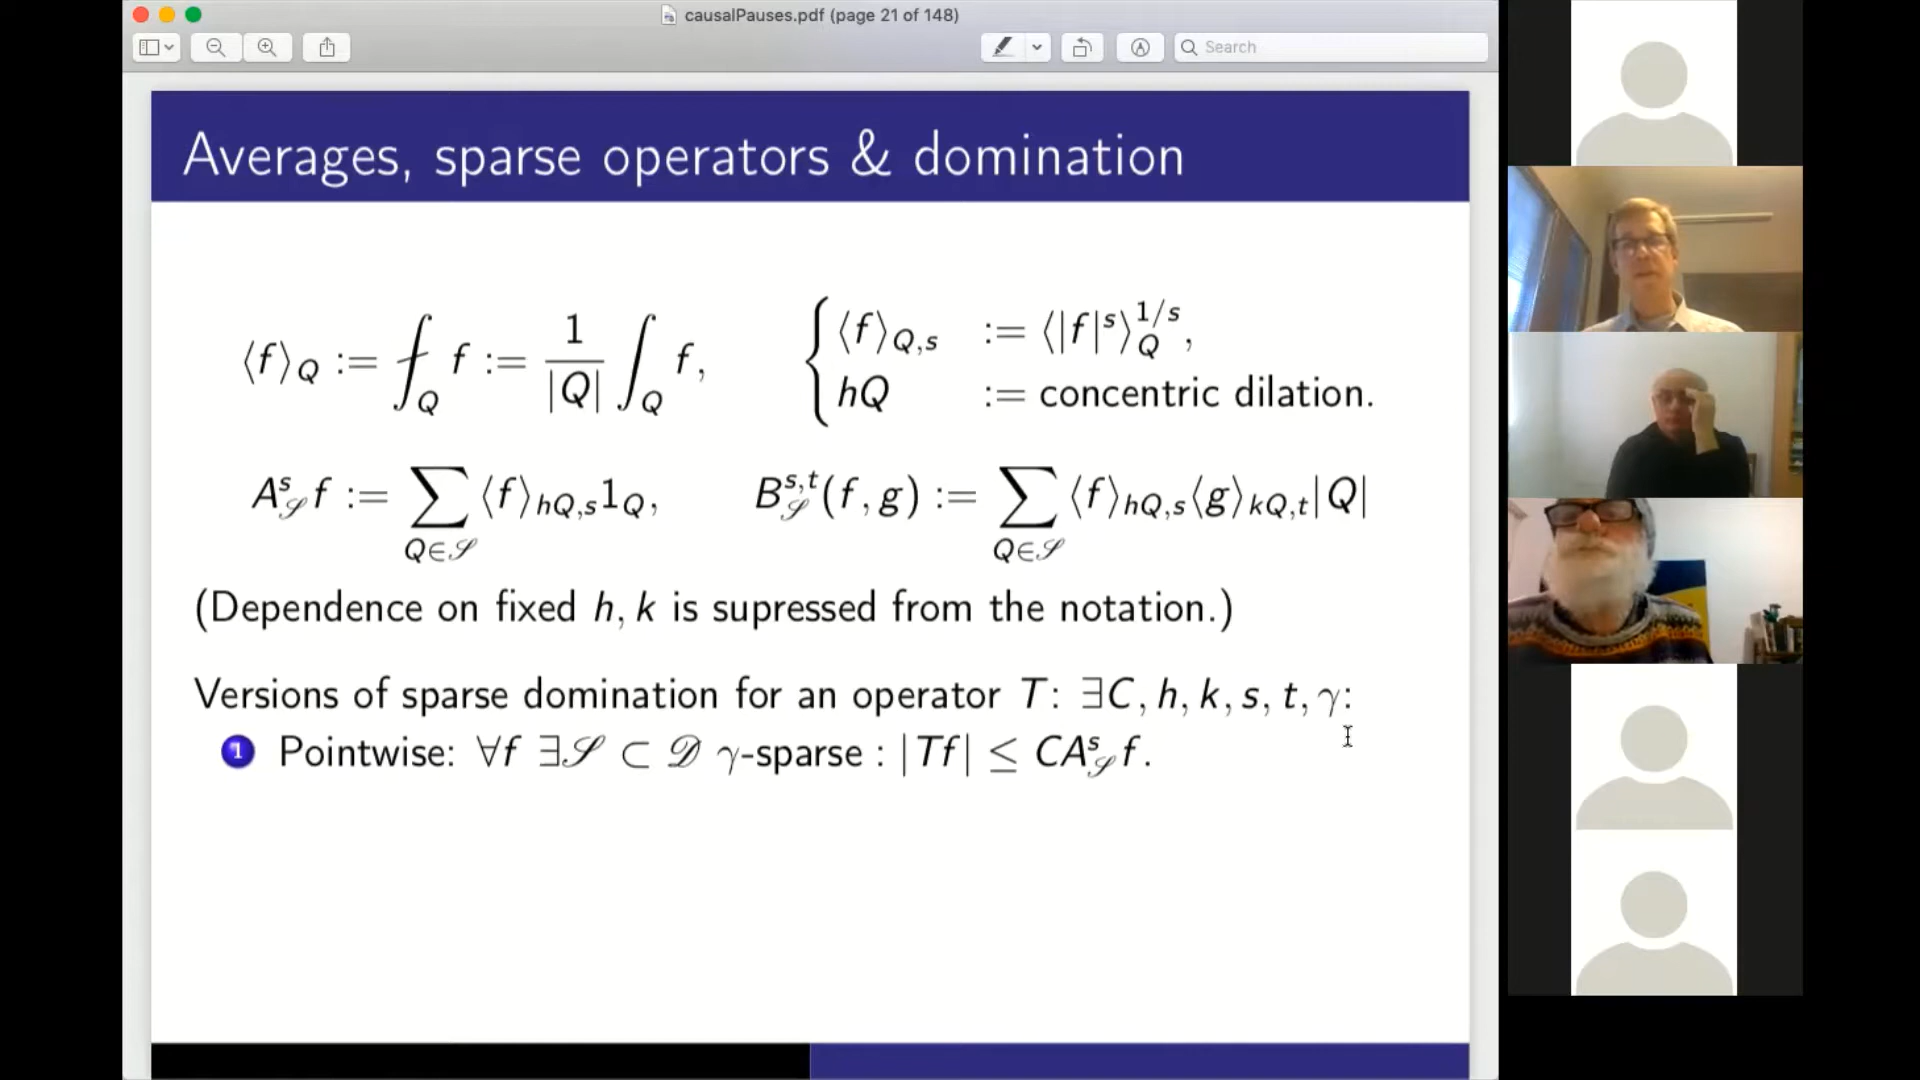 causalPauses.pdf (page 21 of 148)
Search
Averages, sparse operators & domination
⟨f⟩_Q := ⨍_Q f := 1/|Q| ∫_Q f, { ⟨f⟩_{Q,s} := ⟨|f|^s⟩_Q^{1/s},
hQ := concentric dilation.
A^s_𝒮 f := ∑_{Q∈𝒮} ⟨f⟩_{hQ,s} 1_Q, B^{s,t}_𝒮(f, g) := ∑_{Q∈𝒮} ⟨f⟩_{hQ,s}⟨g⟩_{kQ,t}|Q|
(Dependence on fixed h, k is supressed from the notation.)
Versions of sparse domination for an operator T: ∃C, h, k, s, t, γ:
1 Pointwise: ∀f ∃𝒮 ⊂ 𝒟 γ-sparse : |Tf| ≤ CA^s_𝒮 f.